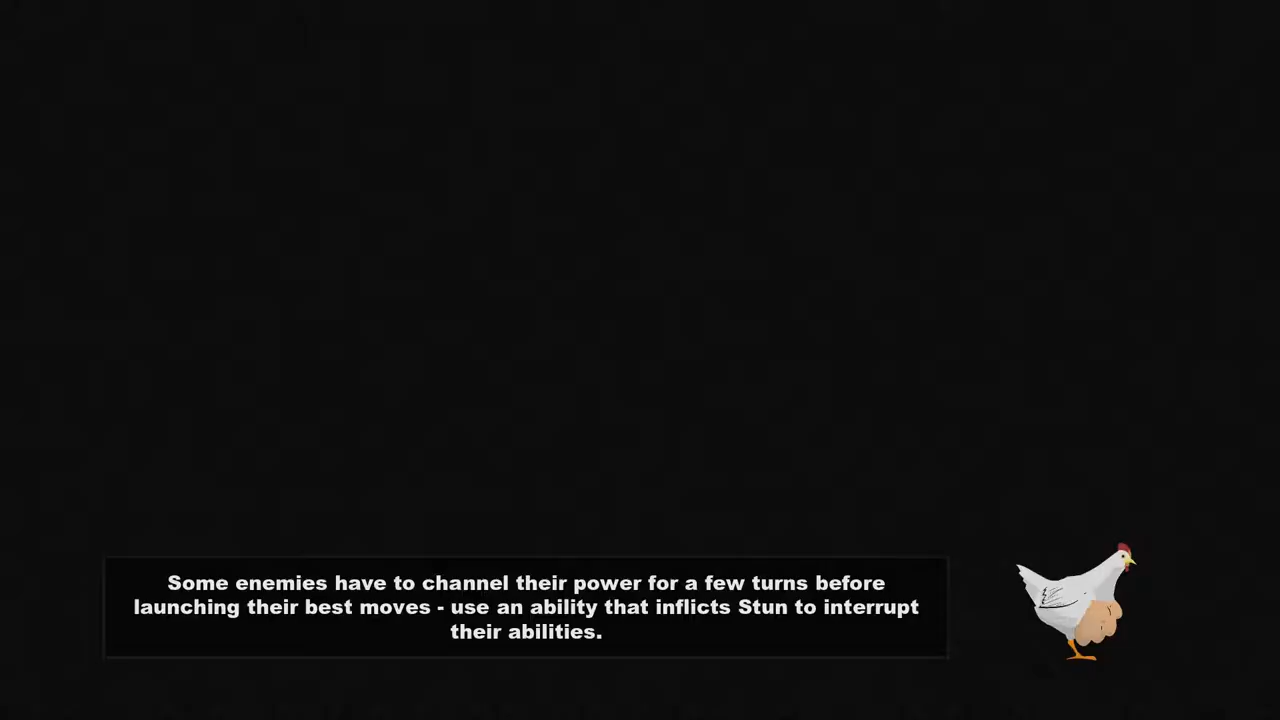 Some enemies have to channel their power for a few turns before
launching their best moves - use an ability that inflicts Stun to interrupt
their abilities.